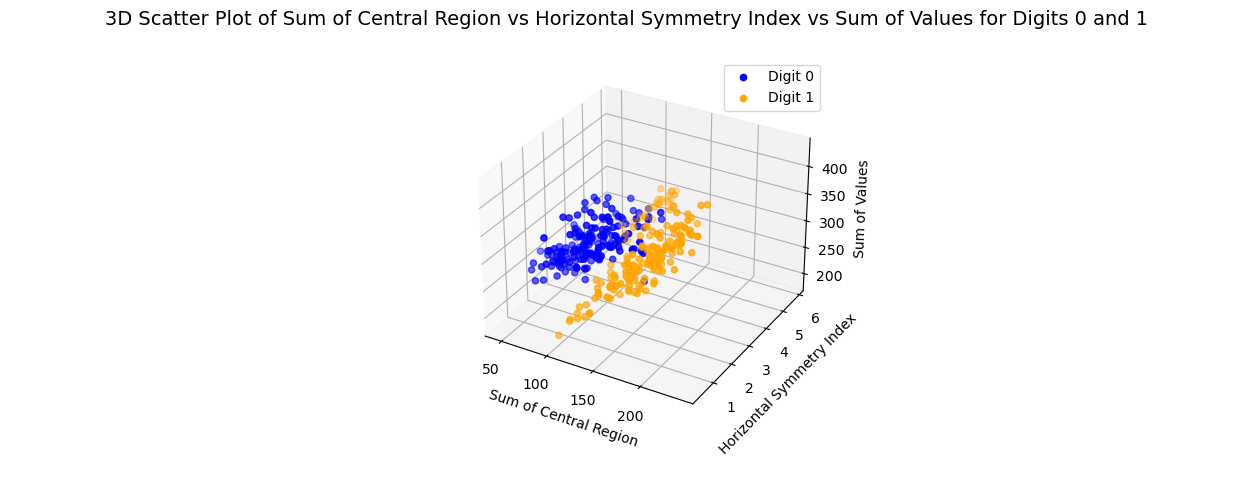 3D Scatter Plot of Sum of Central Region vs Horizontal Symmetry Index vs Sum of Values for Digits 0 and 1
Digit 0
Digit 1
400
350
300
250
200
Sum of Values
6
5
4
3
2
1
Horizontal Symmetry Index
50
100
150
200
Sum of Central Region